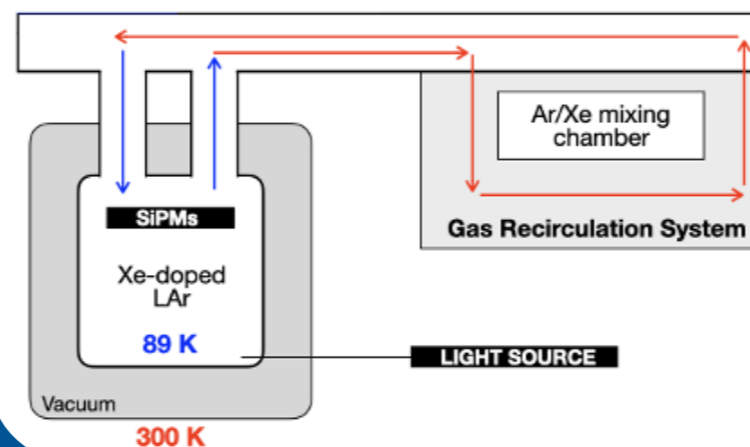 Ar/Xe mixing
chamber
SiPMs
Gas Recirculation System
Xe-doped
LAr
89 K
LIGHT SOURCE
Vacuum
300 K